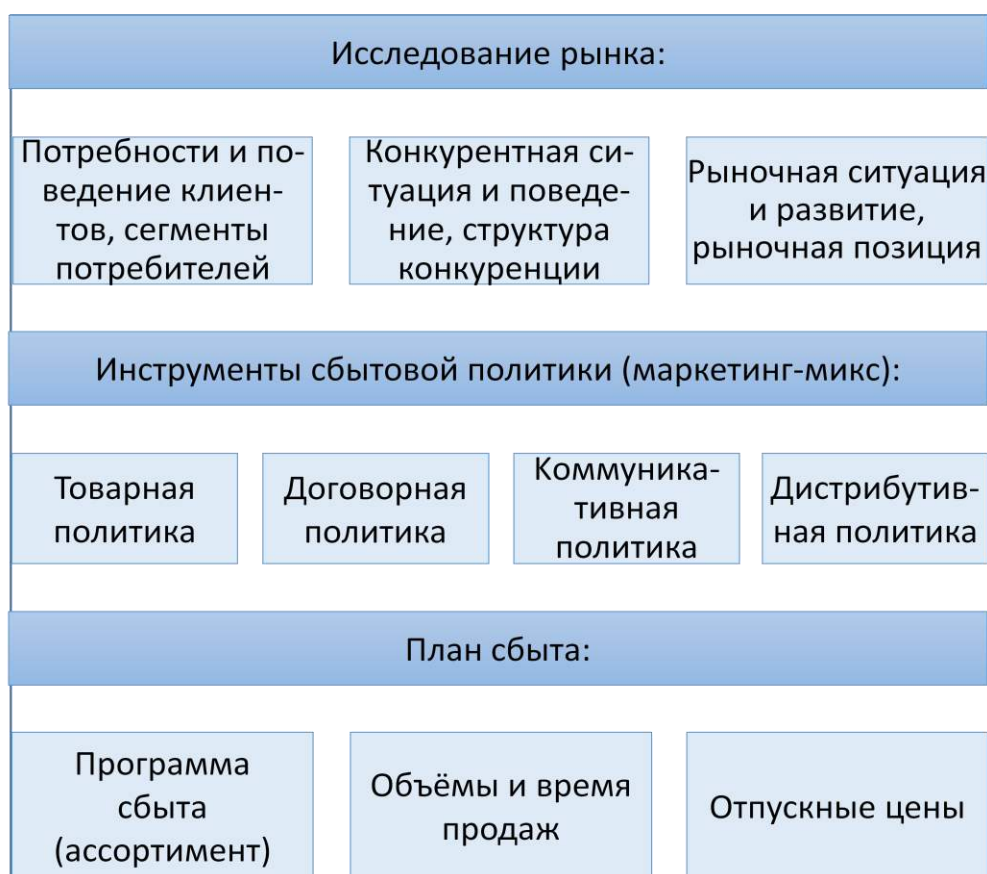 Исследование рынка:
Потребности и по-
ведение клиен-
тов, сегменты
потребителей
Конкурентная си-
туация и поведе-
ние, структура
конкуренции
Рыночная ситуация
и развитие,
рыночная позиция
Инструменты сбытовой политики (маркетинг-микс):
Товарная
политика
Договорная
политика
Коммуника-
тивная
политика
Дистрибутив-
ная политика
План сбыта:
Программа
сбыта
(ассортимент)
Объёмы и время
продаж
Отпускные цены